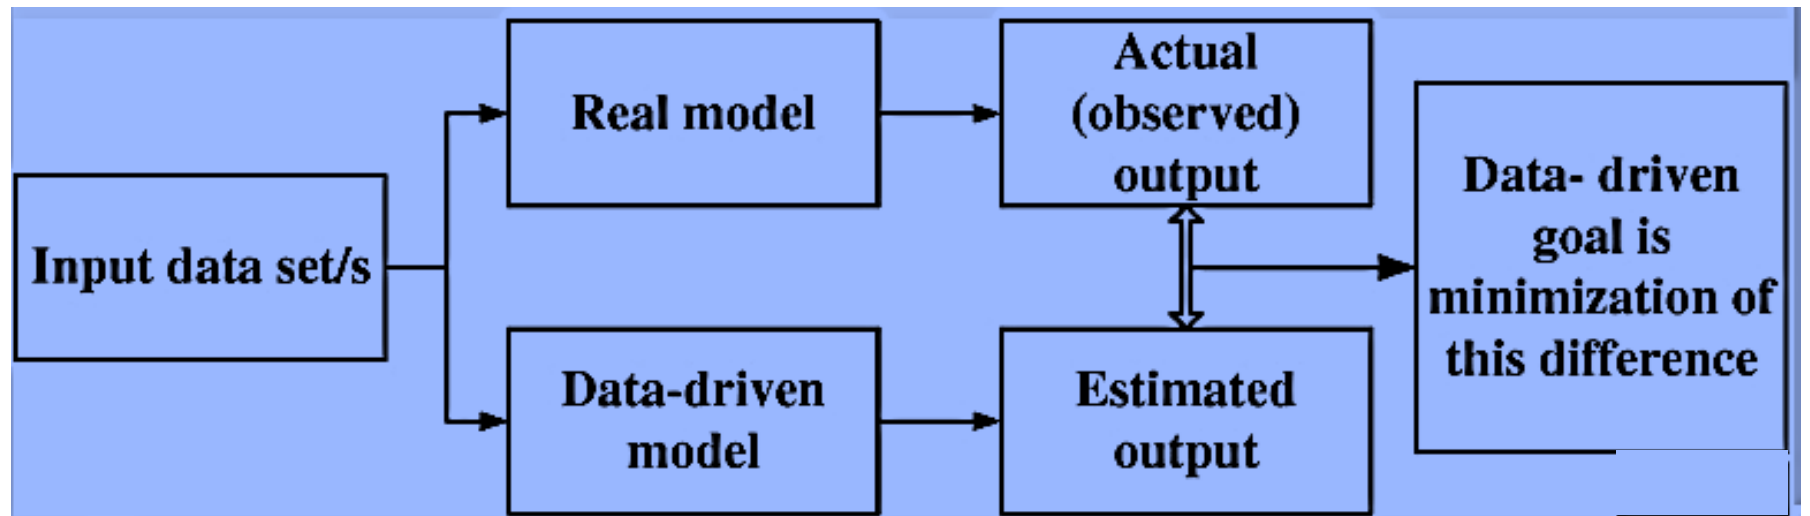 Input data set/s
Real model
Actual
(observed)
output
Data-driven
model
Estimated
output
Data- driven
goal is
minimization of
this difference